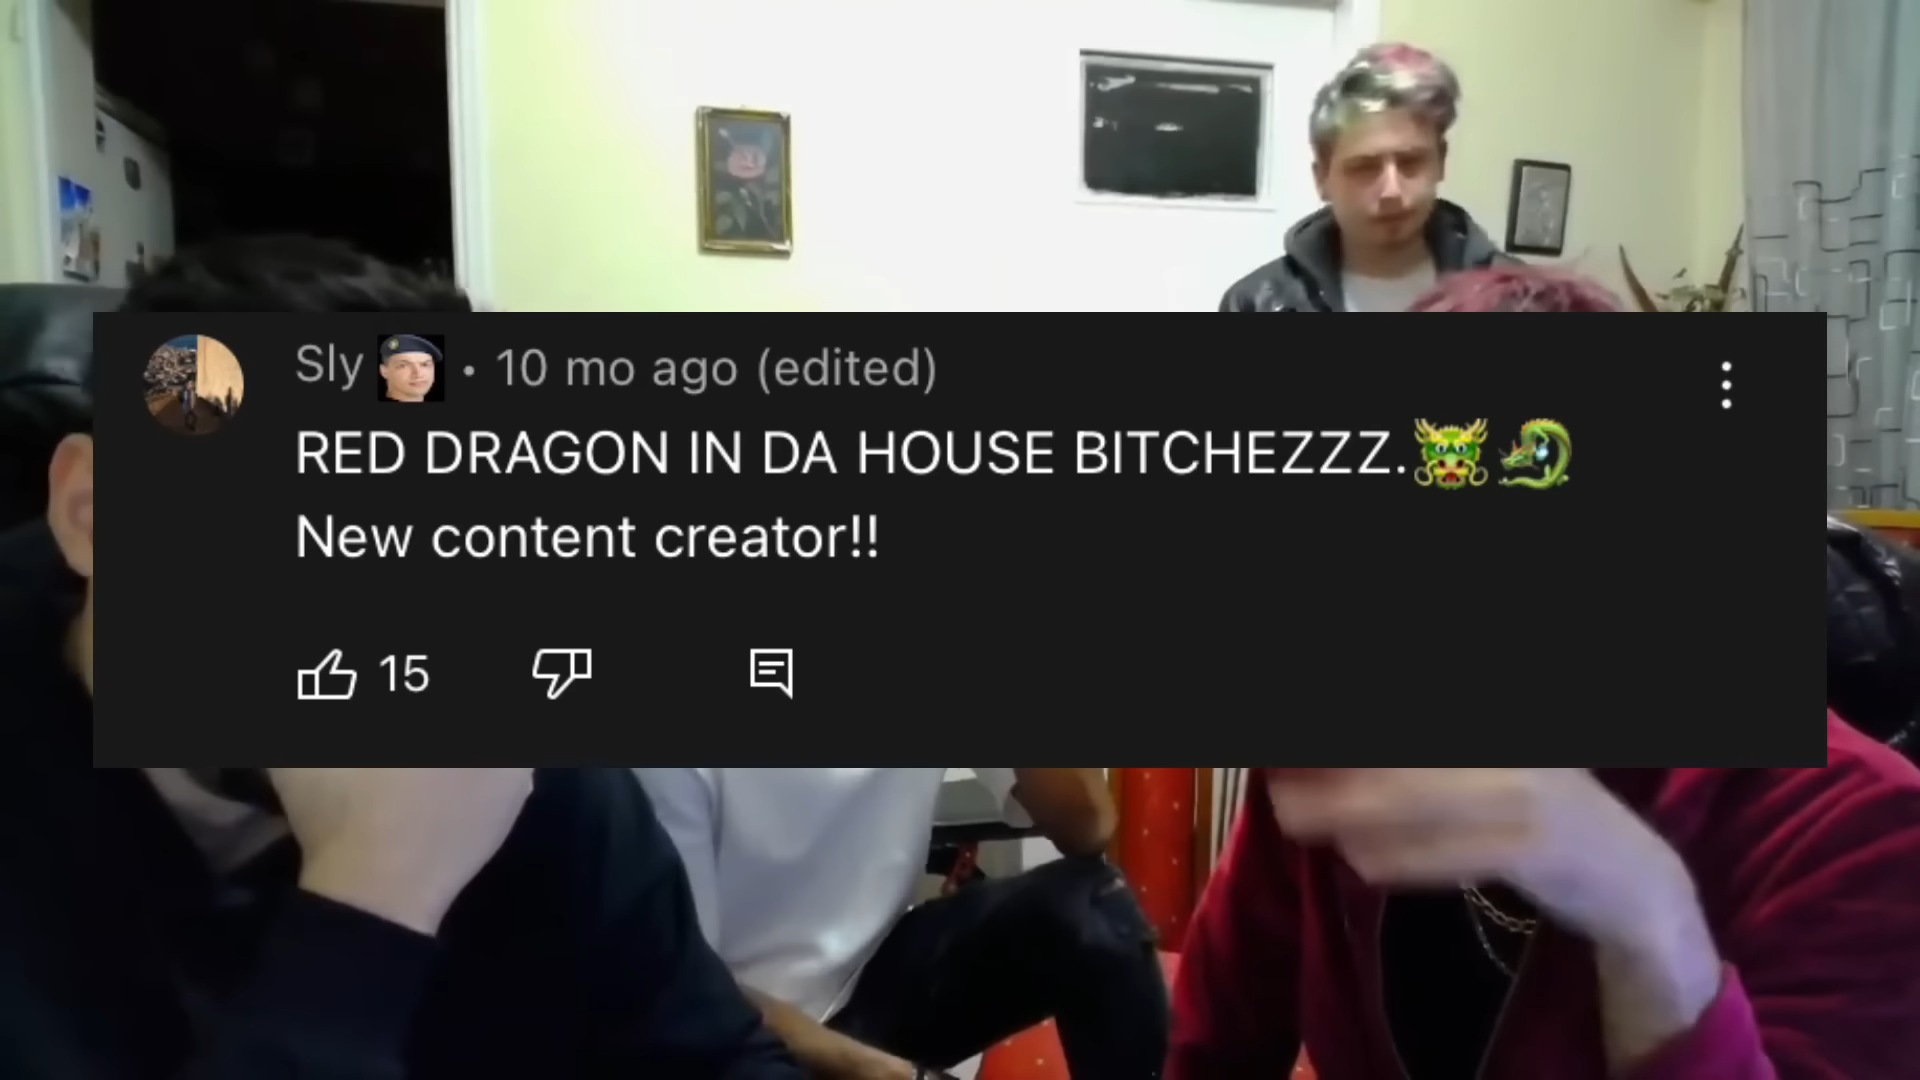 Sly • 10 mo ago (edited)
RED DRAGON IN DA HOUSE BITCHEZZZ.🐲🐉
New content creator!!
15